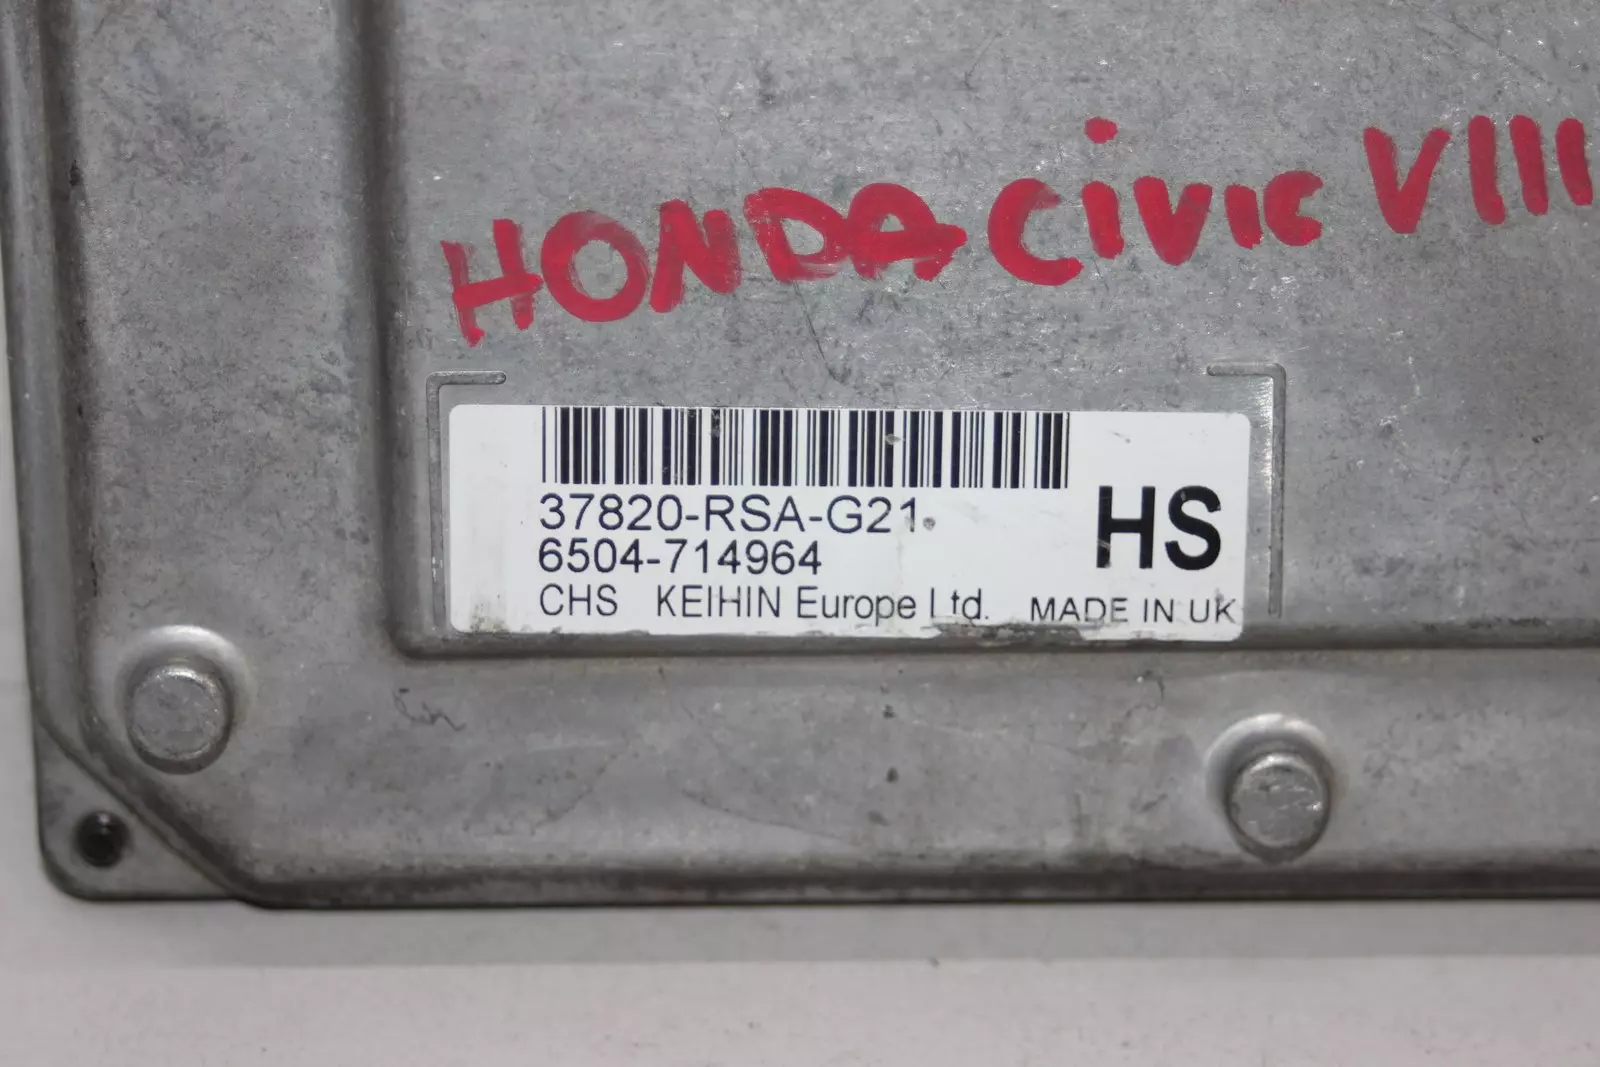 HONDA CiVIC VIII
37820-RSA-G21
HS
6504-714964
CHS KEIHIN Europe Ltd. MADE IN UK